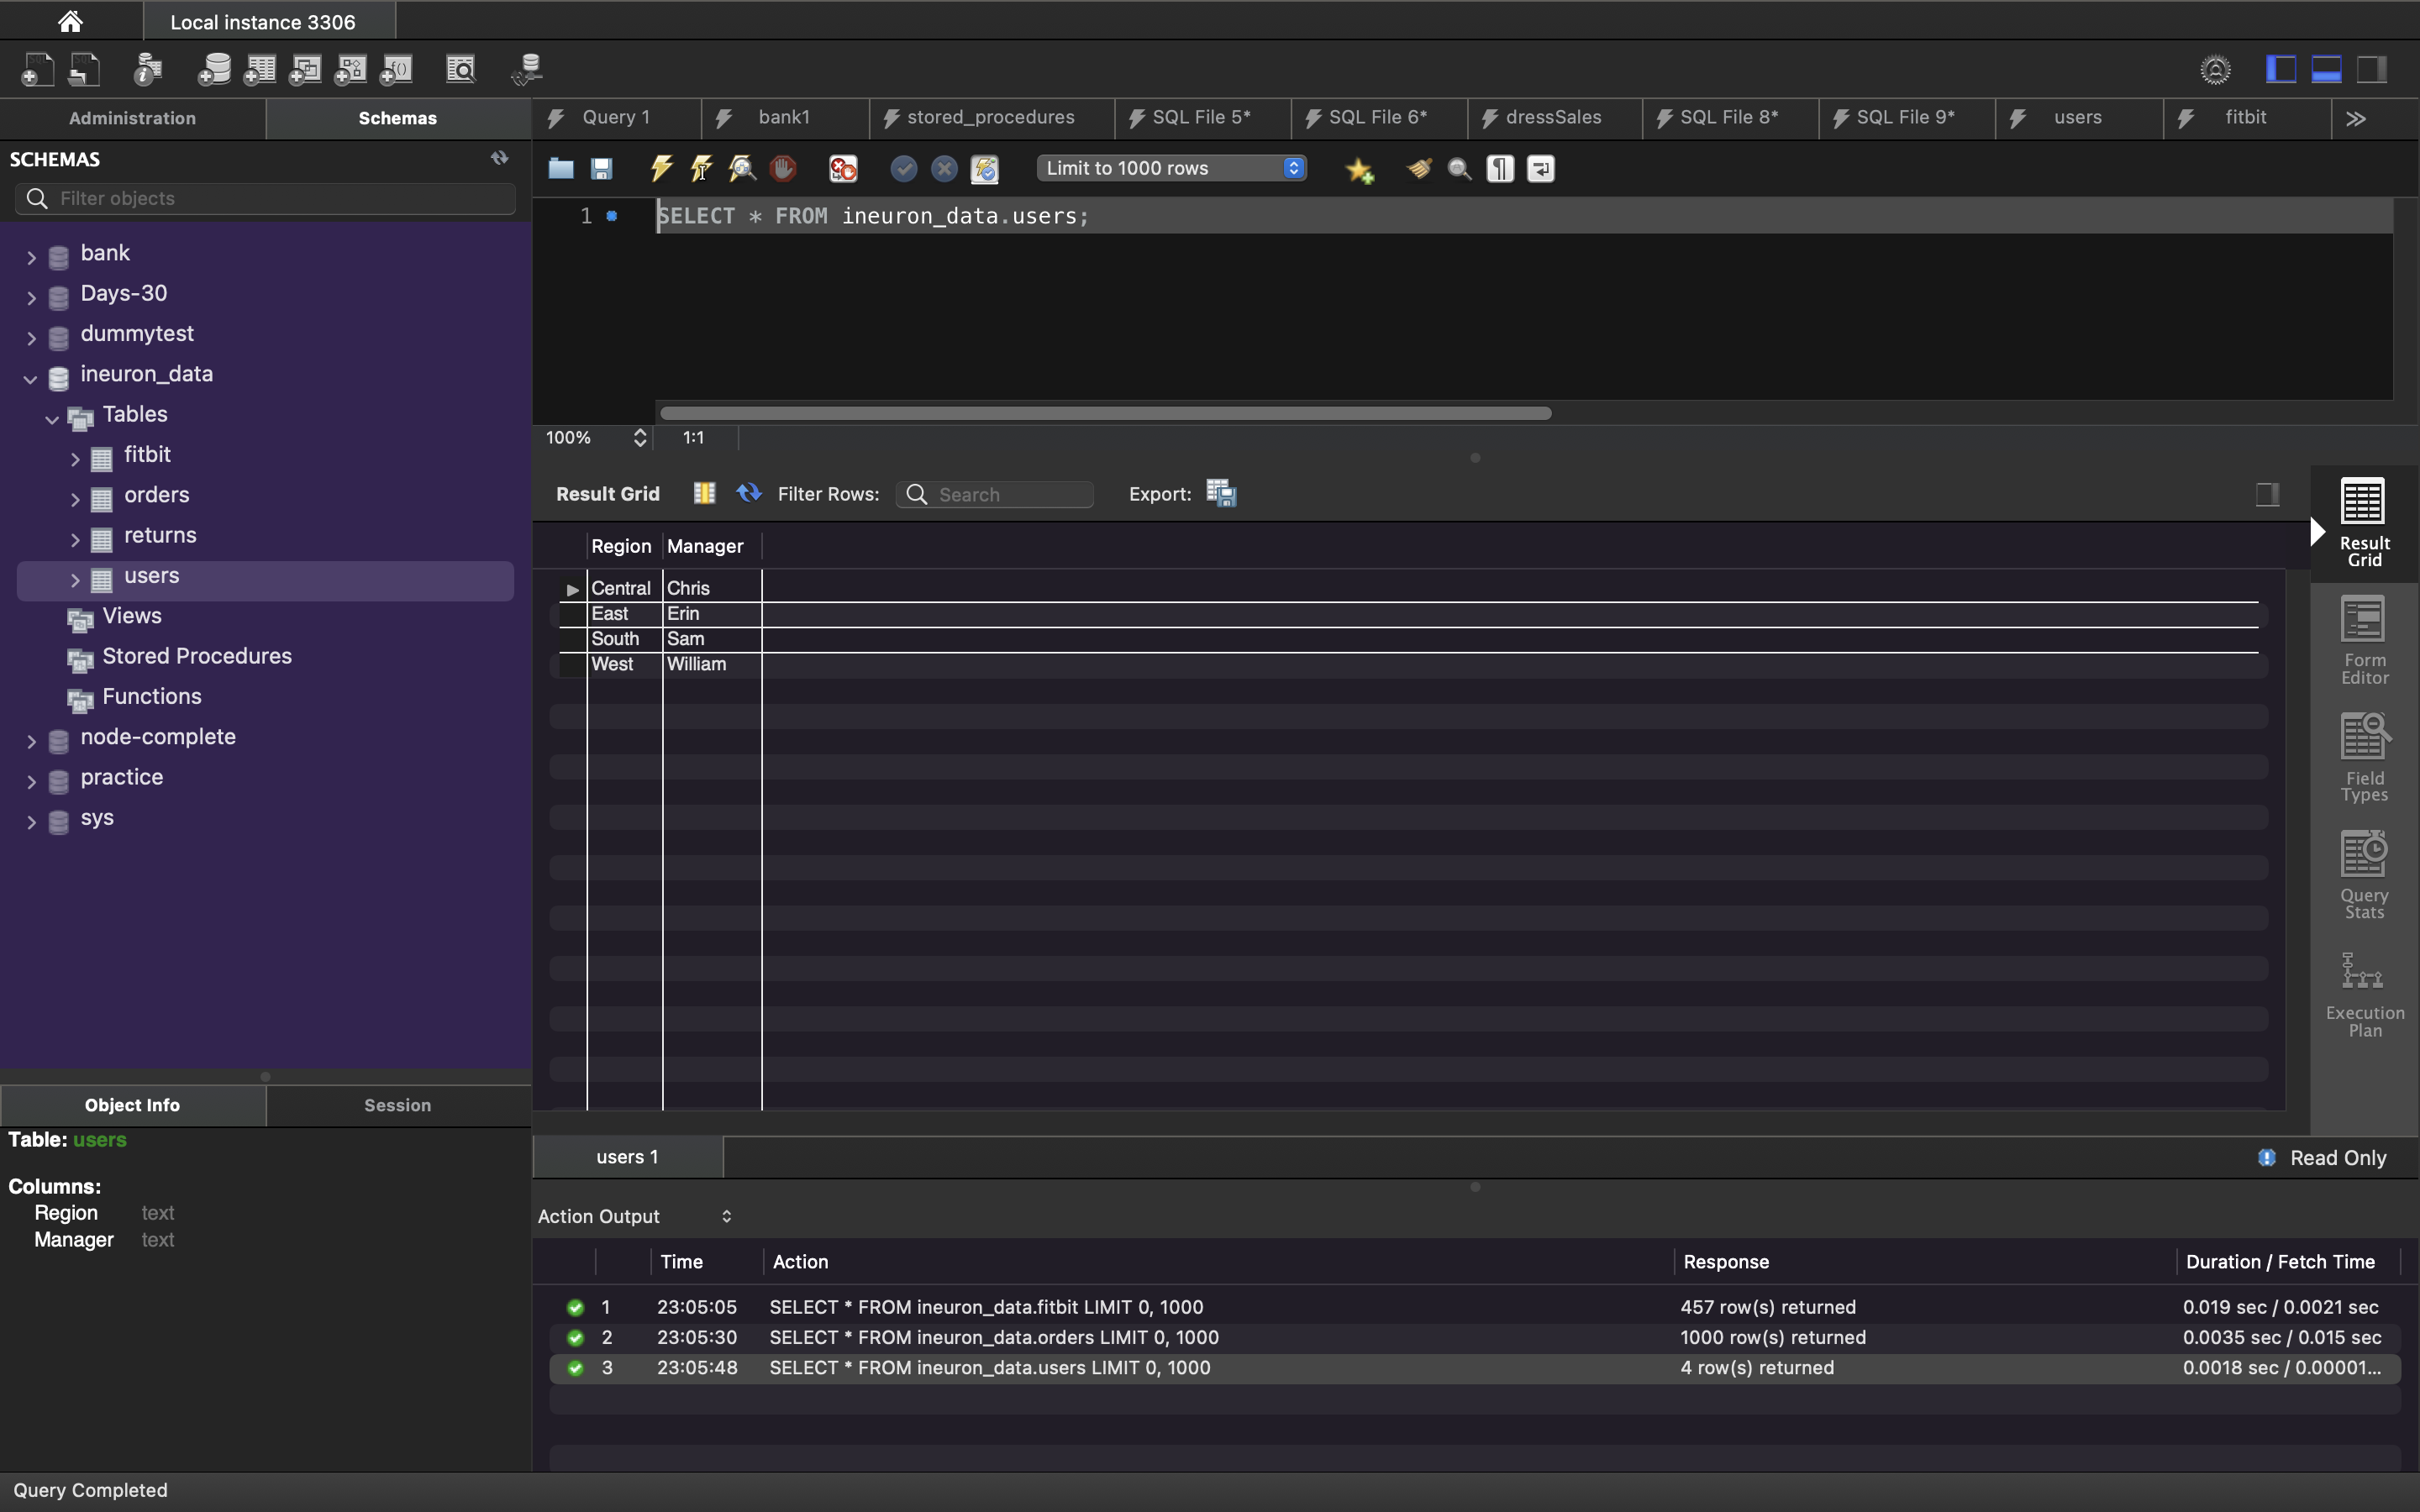 Local instance 3306
Administration
Schemas
Query 1
bank1
stored_procedures
SQL File 5*
SQL File 6*
dressSales
SQL File 8*
SQL File 9*
users
fitbit
SCHEMAS
Filter objects
bank
Days-30
dummytest
ineuron_data
Tables
fitbit
orders
returns
users
Views
Stored Procedures
Functions
node-complete
practice
sys
Limit to 1000 rows
1 SELECT * FROM ineuron_data.users;
100% 1:1
Result Grid Filter Rows: Search Export:
Region Manager
Central Chris
East Erin
South Sam
West William
Result
Grid
Form
Editor
Field
Types
Query
Stats
Execution
Plan
Object Info
Session
Table: users
Columns:
Region text
Manager text
users 1
Read Only
Action Output
Time Action Response Duration / Fetch Time
1 23:05:05 SELECT * FROM ineuron_data.fitbit LIMIT 0, 1000 457 row(s) returned 0.019 sec / 0.0021 sec
2 23:05:30 SELECT * FROM ineuron_data.orders LIMIT 0, 1000 1000 row(s) returned 0.0035 sec / 0.015 sec
3 23:05:48 SELECT * FROM ineuron_data.users LIMIT 0, 1000 4 row(s) returned 0.0018 sec / 0.00001...
Query Completed